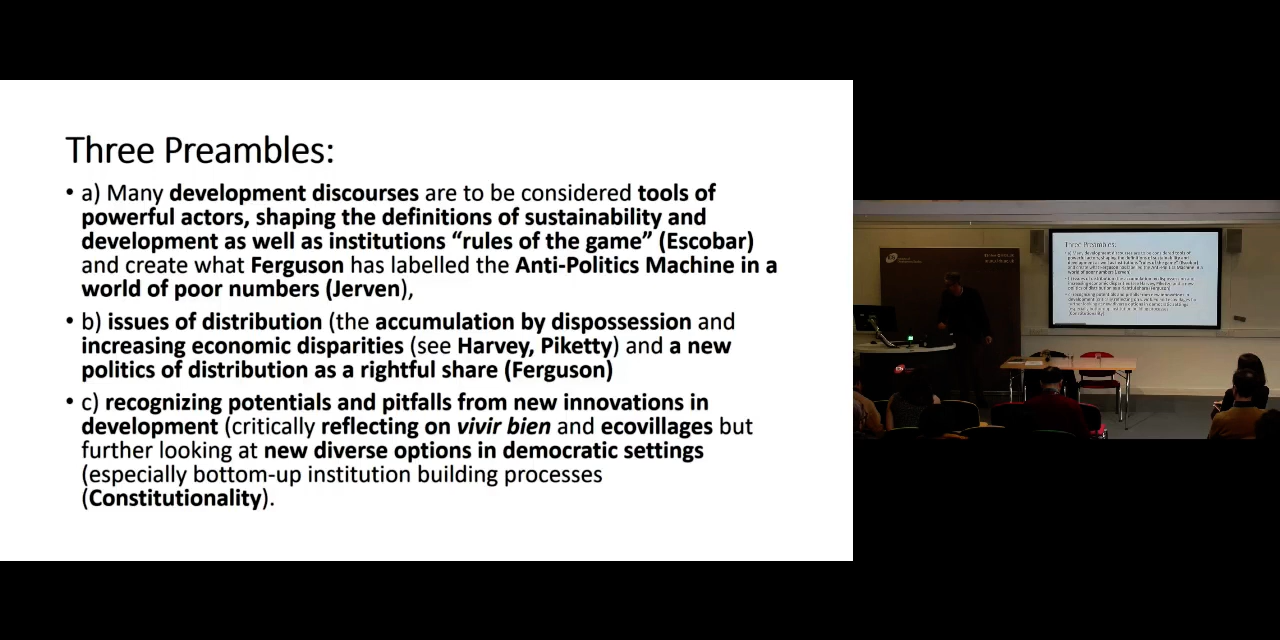 Three Preambles:
• a) Many development discourses are to be considered tools of
powerful actors, shaping the definitions of sustainability and
development as well as institutions “rules of the game” (Escobar)
and create what Ferguson has labelled the Anti-Politics Machine in a
world of poor numbers (Jerven),
• b) issues of distribution (the accumulation by dispossession and
increasing economic disparities (see Harvey, Piketty) and a new
politics of distribution as a rightful share (Ferguson)
• c) recognizing potentials and pitfalls from new innovations in
development (critically reflecting on vivir bien and ecovillages but
further looking at new diverse options in democratic settings
(especially bottom-up institution building processes
(Constitutionality).
Three Preambles: